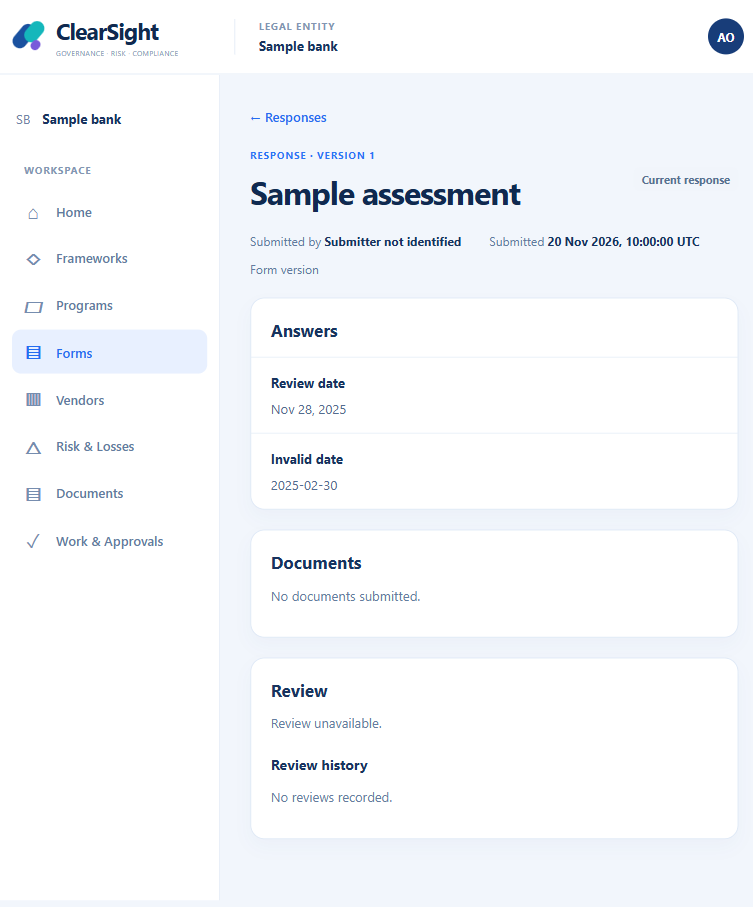 ClearSight
GOVERNANCE · RISK · COMPLIANCE
LEGAL ENTITY
Sample bank
AO
SB Sample bank
WORKSPACE
Home
Frameworks
Programs
Forms
Vendors
Risk & Losses
Documents
Work & Approvals
← Responses
RESPONSE · VERSION 1
Sample assessment
Current response
Submitted by Submitter not identified Submitted 20 Nov 2026, 10:00:00 UTC
Form version
Answers
Review date
Nov 28, 2025
Invalid date
2025-02-30
Documents
No documents submitted.
Review
Review unavailable.
Review history
No reviews recorded.